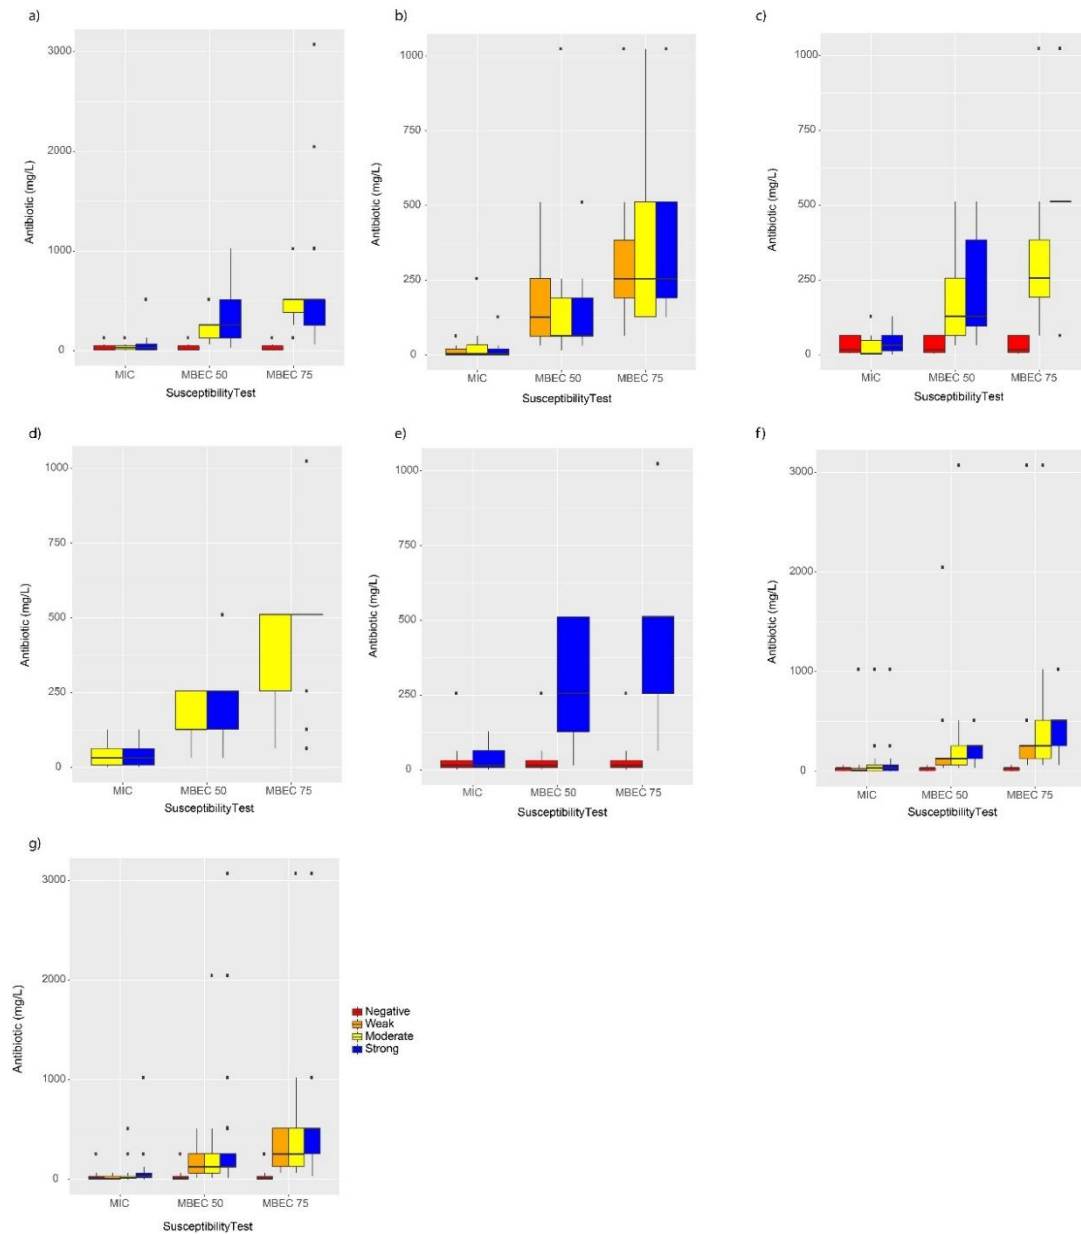 a)
3000
2000
1000
0
Antibiotic (mg/L)
MIC
MBEC 50
MBEC 75
SusceptibilityTest
b)
1000
750
500
250
0
Antibiotic (mg/L)
MIC
MBEC 50
MBEC 75
SusceptibilityTest
c)
1000
500
250
0
Antibiotic (mg/L)
MIC
MBEC 50
MBEC 75
SusceptibilityTest
d)
1000
750
500
250
0
Antibiotic (mg/L)
MIC
MBEC 50
MBEC 75
SusceptibilityTest
e)
1000
750
500
250
0
Antibiotic (mg/L)
MIC
MBEC 50
MBEC 75
SusceptibilityTest
f)
3000
2000
1000
0
Antibiotic (mg/L)
MIC
MBEC 50
MBEC 75
SusceptibilityTest
g)
3000
2000
1000
0
Antibiotic (mg/L)
MIC
MBEC 50
MBEC 75
SusceptibilityTest
Negative
Weak
Moderate
Strong